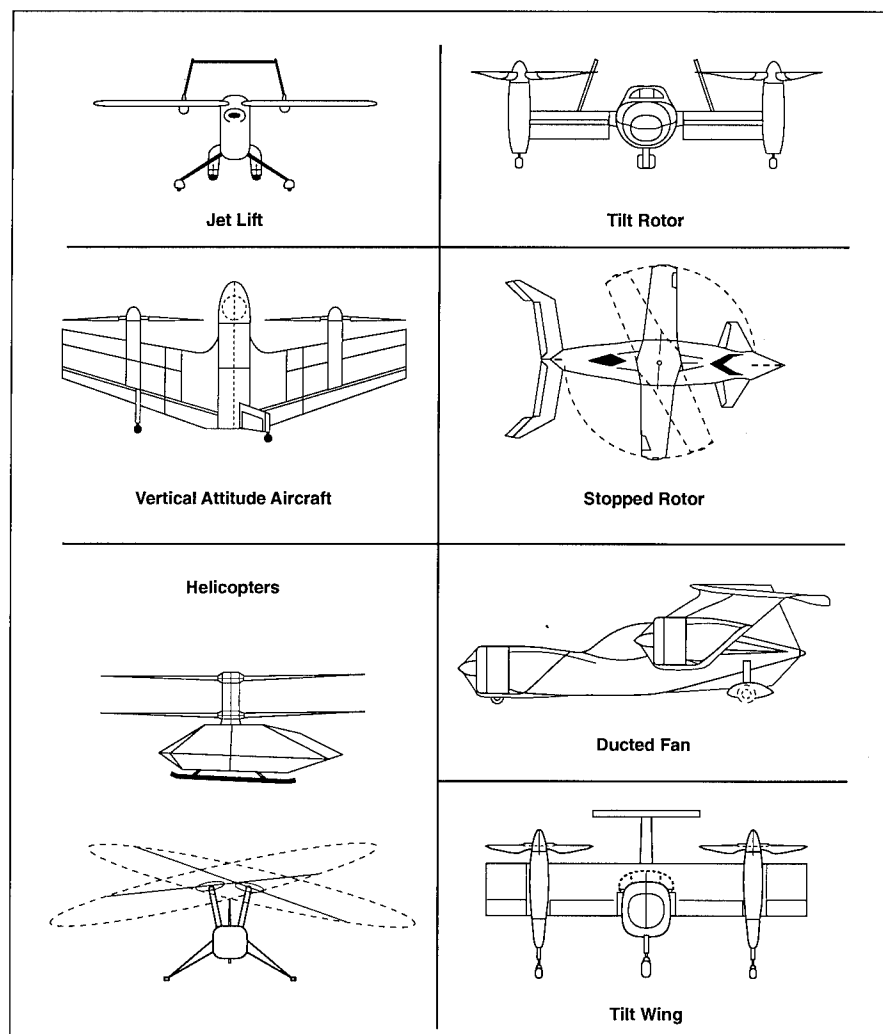 Jet Lift
Tilt Rotor
Vertical Attitude Aircraft
Stopped Rotor
Helicopters
Ducted Fan
Tilt Wing